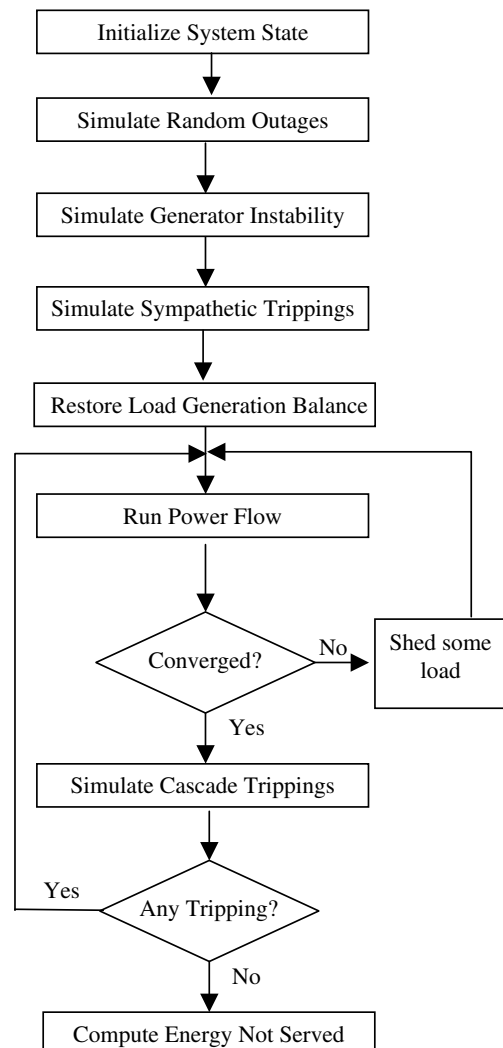 Initialize System State
Simulate Random Outages
Simulate Generator Instability
Simulate Sympathetic Trippings
Restore Load Generation Balance
Run Power Flow
Converged?
No
Shed some
load
Yes
Simulate Cascade Trippings
Yes
Any Tripping?
No
Compute Energy Not Served